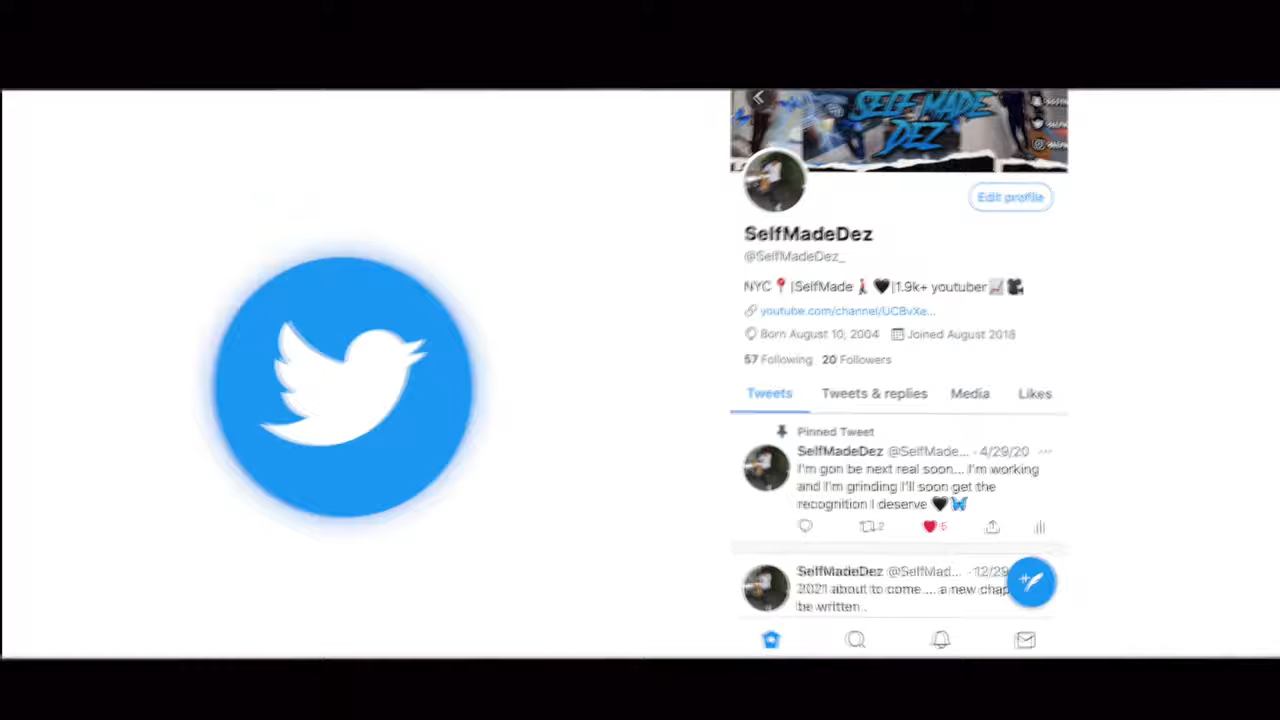 SELF MADE
DEZ
Edit profile
SelfMadeDez
@SelfMadeDez_
NYC📍|SelfMade🚶🖤|1.9k+ youtuber📈🎥
youtube.com/channel/UCBvXe...
Born August 10, 2004 Joined August 2018
57 Following 20 Followers
Tweets Tweets & replies Media Likes
Pinned Tweet
SelfMadeDez @SelfMade... · 4/29/20
I'm gon be next real soon... I'm working
and I'm grinding I'll soon get the
recognition I deserve 🖤🦋
2 5
SelfMadeDez @SelfMad... · 12/29
2021 about to come.... a new chap
be written .